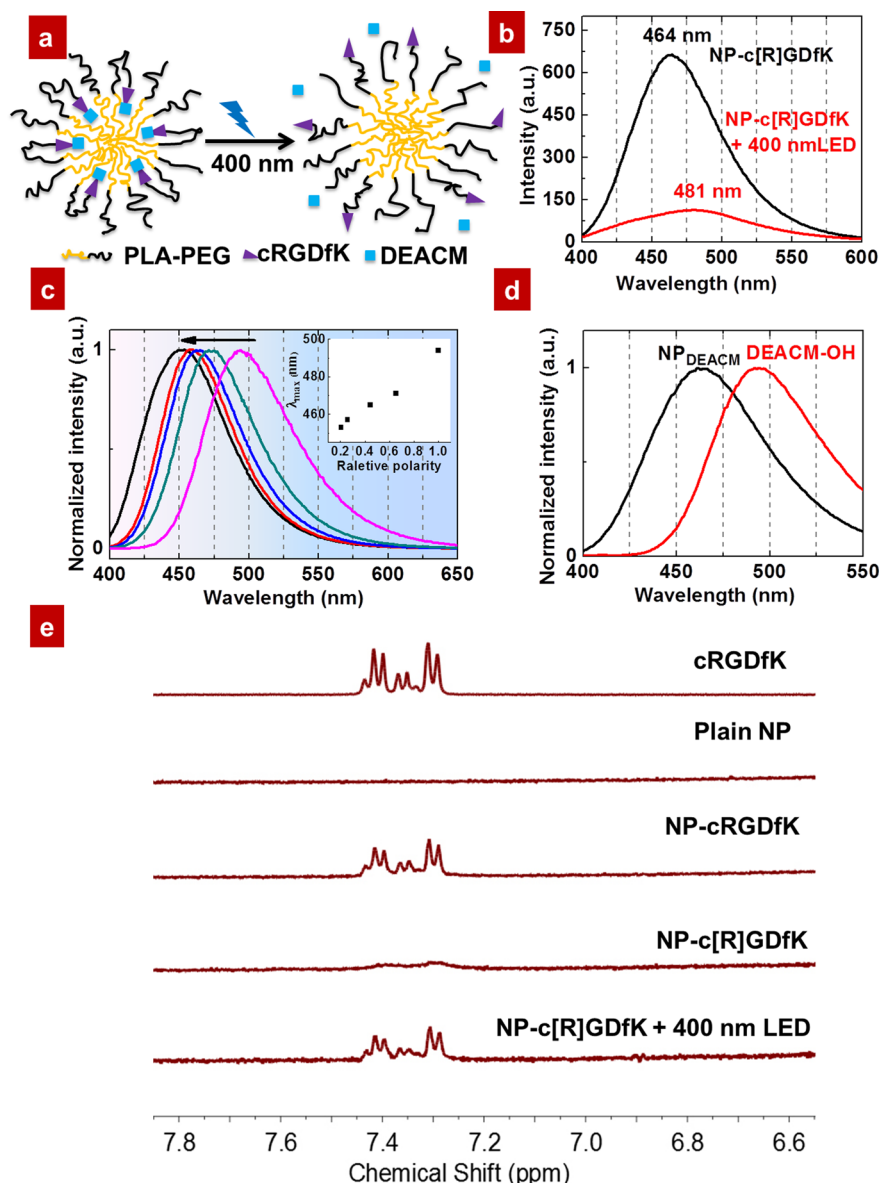 a
400 nm
PLA-PEG cRGDfK DEACM
b
Intensity (a.u.)
750
600
450
300
150
0
464 nm
NP-c[R]GDfK
NP-c[R]GDfK
+ 400 nmLED
481 nm
400 450 500 550 600
Wavelength (nm)
c
Normalized intensity (a.u.)
1
0
400 450 500 550 600 650
Wavelength (nm)
λmax (nm)
500
480
460
0.2 0.4 0.6 0.8 1.0
Raletive polarity
d
Normalized intensity (a.u.)
1
0
NPDEACM DEACM-OH
400 450 500 550
Wavelength (nm)
e
cRGDfK
Plain NP
NP-cRGDfK
NP-c[R]GDfK
NP-c[R]GDfK + 400 nm LED
7.8 7.6 7.4 7.2 7.0 6.8 6.6
Chemical Shift (ppm)